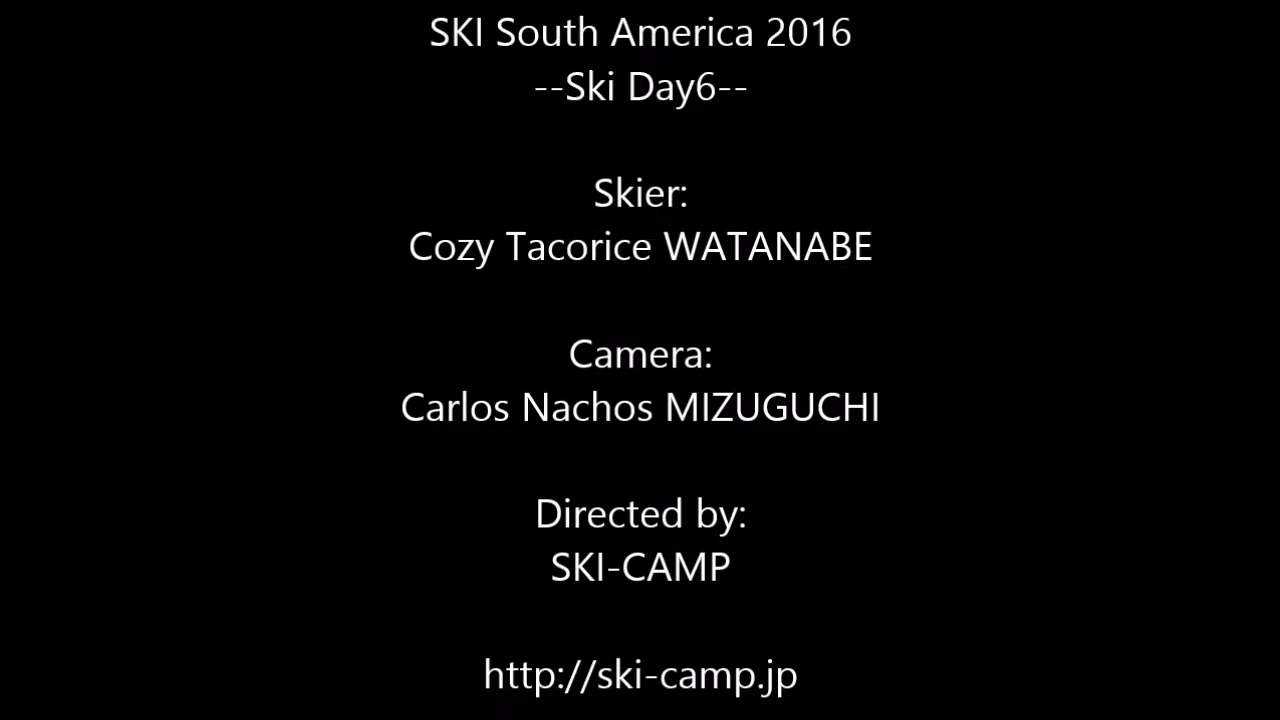 SKI South America 2016
--Ski Day6--
Skier:
Cozy Tacorice WATANABE
Camera:
Carlos Nachos MIZUGUCHI
Directed by:
SKI-CAMP
http://ski-camp.jp